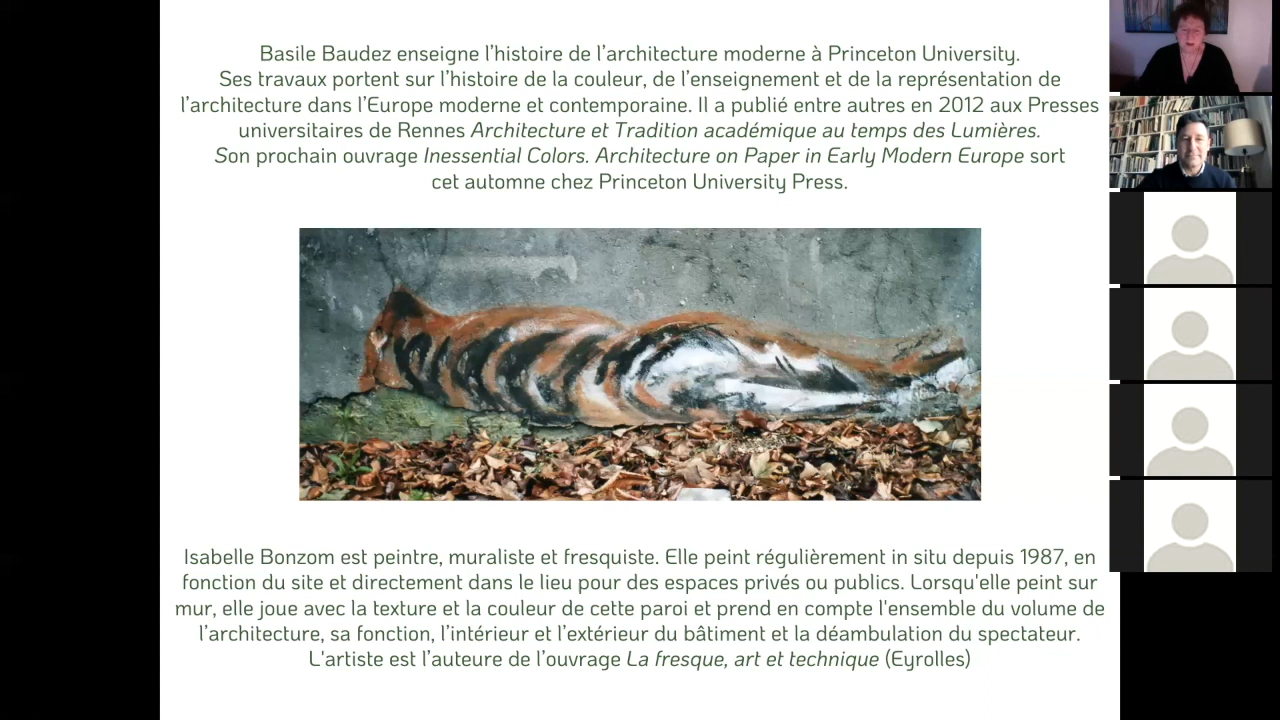 Basile Baudez enseigne l’histoire de l’architecture moderne à Princeton University.
Ses travaux portent sur l’histoire de la couleur, de l’enseignement et de la représentation de
l’architecture dans l’Europe moderne et contemporaine. Il a publié entre autres en 2012 aux Presses
universitaires de Rennes Architecture et Tradition académique au temps des Lumières.
Son prochain ouvrage Inessential Colors. Architecture on Paper in Early Modern Europe sort
cet automne chez Princeton University Press.
Isabelle Bonzom est peintre, muraliste et fresquiste. Elle peint régulièrement in situ depuis 1987, en
fonction du site et directement dans le lieu pour des espaces privés ou publics. Lorsqu'elle peint sur
mur, elle joue avec la texture et la couleur de cette paroi et prend en compte l'ensemble du volume de
l’architecture, sa fonction, l’intérieur et l’extérieur du bâtiment et la déambulation du spectateur.
L'artiste est l’auteure de l’ouvrage La fresque, art et technique (Eyrolles)